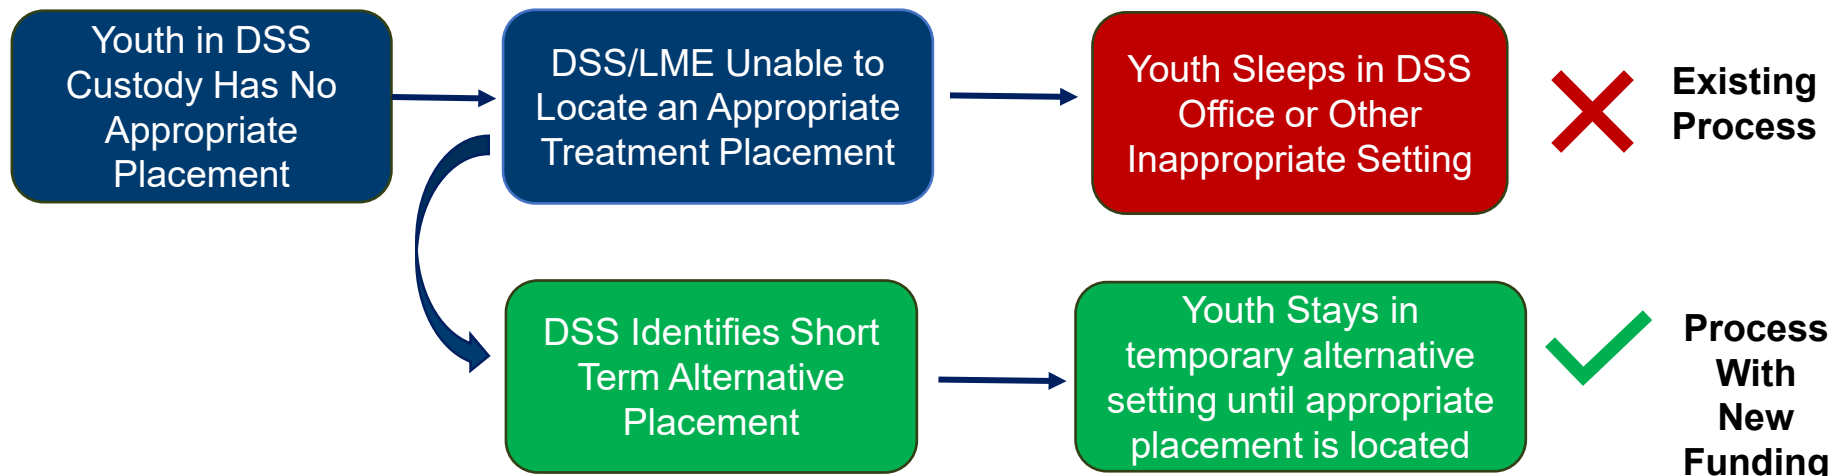 Youth in DSS
Custody Has No
Appropriate
Placement
DSS/LME Unable to
Locate an Appropriate
Treatment Placement
Youth Sleeps in DSS
Office or Other
Inappropriate Setting
Existing
Process
DSS Identifies Short
Term Alternative
Placement
Youth Stays in
temporary alternative
setting until appropriate
placement is located
Process
With
New
Funding